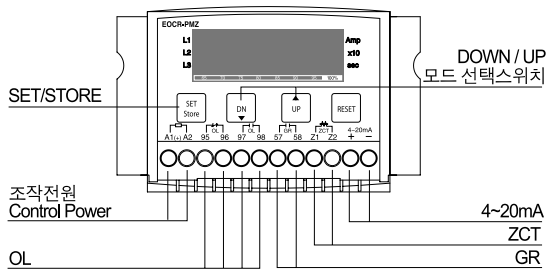 EOCR-PMZ
L1 Amp
L2 x10
L3 sec
100%
DOWN / UP
모드 선택스위치
SET/STORE
SET Store DN UP RESET
OL OL GR ZCT 4~20mA
A1(+) A2 95 96 97 98 57 58 Z1 Z2 + −
조작전원
Control Power
4~20mA
ZCT
OL GR